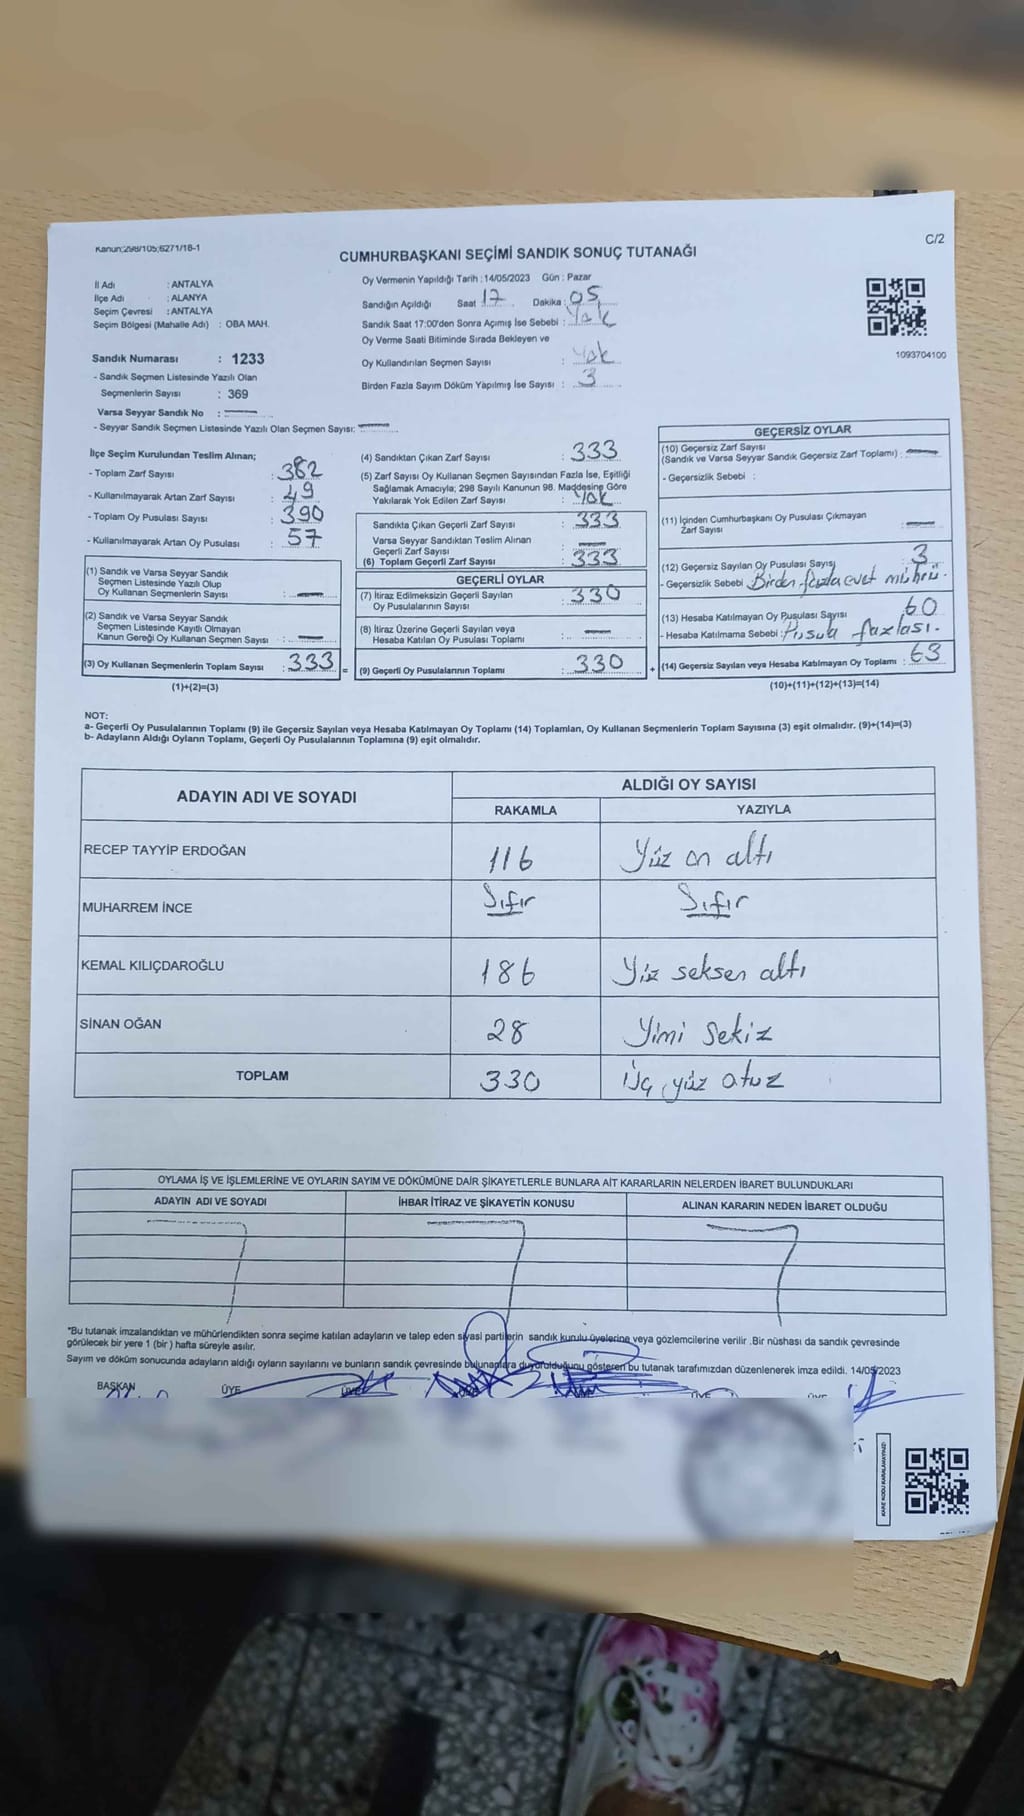 Kanun:298/105;6271/18-1
C/2
CUMHURBAŞKANI SEÇİMİ SANDIK SONUÇ TUTANAĞI
İl Adı : ANTALYA
İlçe Adı : ALANYA
Seçim Çevresi : ANTALYA
Seçim Bölgesi (Mahalle Adı) : OBA MAH.
Sandık Numarası : 1233
- Sandık Seçmen Listesinde Yazılı Olan
Seçmenlerin Sayısı : 369
Varsa Seyyar Sandık No :
- Seyyar Sandık Seçmen Listesinde Yazılı Olan Seçmen Sayısı:
Oy Vermenin Yapıldığı Tarih : 14/05/2023 Gün : Pazar
Sandığın Açıldığı Saat 17 Dakika : 05
Sandık Saat 17:00'den Sonra Açımış İse Sebebi : Yok
Oy Verme Saati Bitiminde Sırada Bekleyen ve
Oy Kullandırılan Seçmen Sayısı : Yok
Birden Fazla Sayım Döküm Yapılmış İse Sayısı : 3
1093704100
İlçe Seçim Kurulundan Teslim Alınan;
- Toplam Zarf Sayısı : 382
- Kullanılmayarak Artan Zarf Sayısı : 49
- Toplam Oy Pusulası Sayısı : 390
- Kullanılmayarak Artan Oy Pusulası : 57
(1) Sandık ve Varsa Seyyar Sandık
Seçmen Listesinde Yazılı Olup
Oy Kullanan Seçmenlerin Sayısı :
(2) Sandık ve Varsa Seyyar Sandık
Seçmen Listesinde Kayıtlı Olmayan
Kanun Gereği Oy Kullanan Seçmen Sayısı :
(3) Oy Kullanan Seçmenlerin Toplam Sayısı : 333 =
(1)+(2)=(3)
(4) Sandıktan Çıkan Zarf Sayısı : 333
(5) Zarf Sayısı Oy Kullanan Seçmen Sayısından Fazla İse, Eşitliği
Sağlamak Amacıyla; 298 Sayılı Kanunun 98. Maddesine Göre
Yakılarak Yok Edilen Zarf Sayısı : Yok
Sandıkta Çıkan Geçerli Zarf Sayısı : 333
Varsa Seyyar Sandıktan Teslim Alınan
Geçerli Zarf Sayısı :
(6) Toplam Geçerli Zarf Sayısı : 333
GEÇERLİ OYLAR
(7) İtiraz Edilmeksizin Geçerli Sayılan
Oy Pusulalarının Sayısı : 330
(8) İtiraz Üzerine Geçerli Sayılan veya
Hesaba Katılan Oy Pusulası Toplamı :
(9) Geçerli Oy Pusulalarının Toplamı : 330 +
GEÇERSİZ OYLAR
(10) Geçersiz Zarf Sayısı
(Sandık ve Varsa Seyyar Sandık Geçersiz Zarf Toplamı) :
- Geçersizlik Sebebi :
(11) İçinden Cumhurbaşkanı Oy Pusulası Çıkmayan
Zarf Sayısı :
(12) Geçersiz Sayılan Oy Pusulası Sayısı : 3
- Geçersizlik Sebebi : Birden fazla evet mührü.
(13) Hesaba Katılmayan Oy Pusulası Sayısı : 60
- Hesaba Katılmama Sebebi : Pusula fazlası.
(14) Geçersiz Sayılan veya Hesaba Katılmayan Oy Toplamı : 63
(10)+(11)+(12)+(13)=(14)
NOT:
a- Geçerli Oy Pusulalarının Toplamı (9) ile Geçersiz Sayılan veya Hesaba Katılmayan Oy Toplamı (14) Toplamları, Oy Kullanan Seçmenlerin Toplam Sayısına (3) eşit olmalıdır. (9)+(14)=(3)
b- Adayların Aldığı Oyların Toplamı, Geçerli Oy Pusulalarının Toplamına (9) eşit olmalıdır.
ADAYIN ADI VE SOYADI
ALDIĞI OY SAYISI
RAKAMLA YAZIYLA
RECEP TAYYİP ERDOĞAN 116 Yüz on altı
MUHARREM İNCE Sıfır Sıfır
KEMAL KILIÇDAROĞLU 186 Yüz seksen altı
SİNAN OĞAN 28 Yimi sekiz
TOPLAM 330 üç yüz otuz
OYLAMA İŞ VE İŞLEMLERİNE VE OYLARIN SAYIM VE DÖKÜMÜNE DAİR ŞİKAYETLERLE BUNLARA AİT KARARLARIN NELERDEN İBARET BULUNDUKLARI
ADAYIN ADI VE SOYADI İHBAR İTİRAZ VE ŞİKAYETİN KONUSU ALINAN KARARIN NEDEN İBARET OLDUĞU
*Bu tutanak imzalandıktan ve mühürlendikten sonra seçime katılan adayların ve talep eden siyasi partilerin sandık kurulu üyelerine veya gözlemcilerine verilir .Bir nüshası da sandık çevresinde
görülecek bir yere 1 (bir ) hafta süreyle asılır.
Sayım ve döküm sonucunda adayların aldığı oyların sayılarını ve bunların sandık çevresinde bulunanlara duyurulduğunu gösteren bu tutanak tarafımızdan düzenlenerek imza edildi. 14/05/2023
BAŞKAN ÜYE ÜYE ÜYE ÜYE
KARE KODU KARALAMAYINIZ!